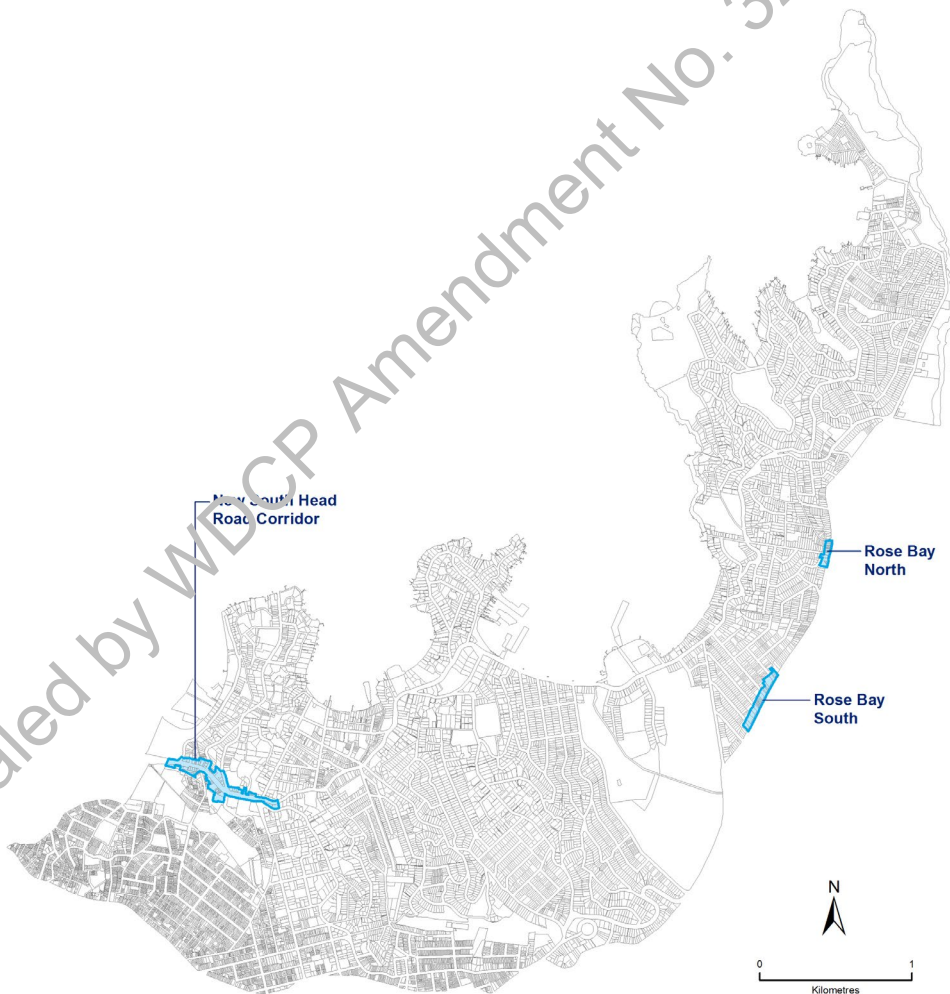 aled by WDCP Amendment No. 3
New South Head
Road Corridor
Rose Bay
North
Rose Bay
South
N
0 1
Kilometres